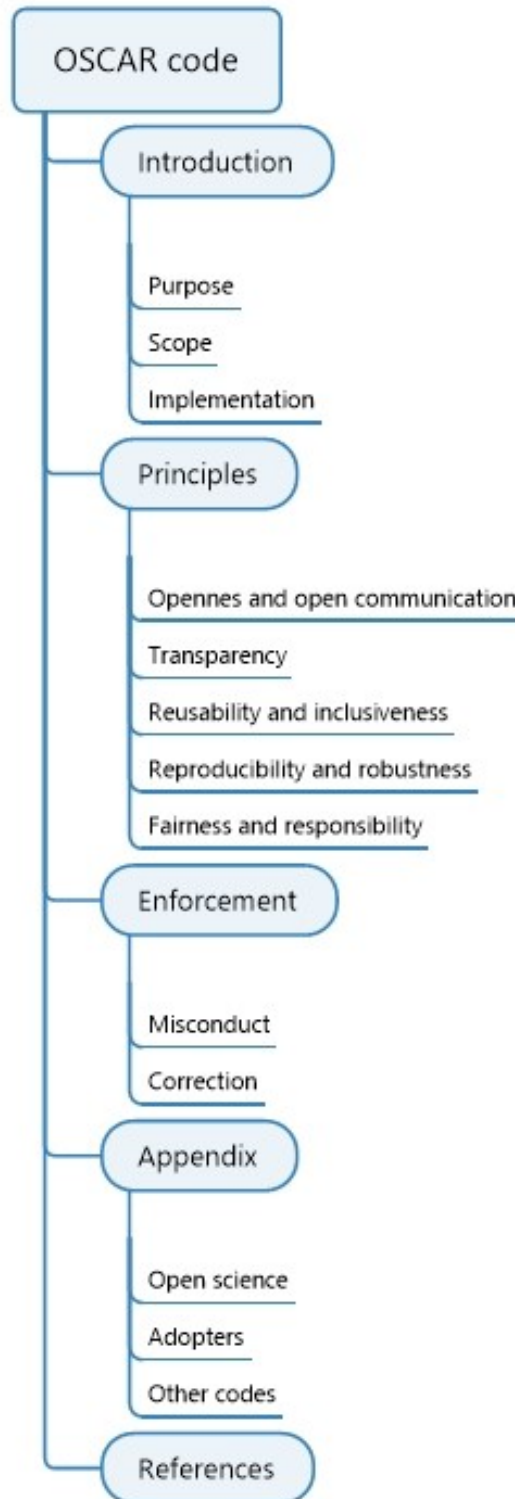 OSCAR code
Introduction
Purpose
Scope
Implementation
Principles
Opennes and open communication
Transparency
Reusability and inclusiveness
Reproducibility and robustness
Fairness and responsibility
Enforcement
Misconduct
Correction
Appendix
Open science
Adopters
Other codes
References